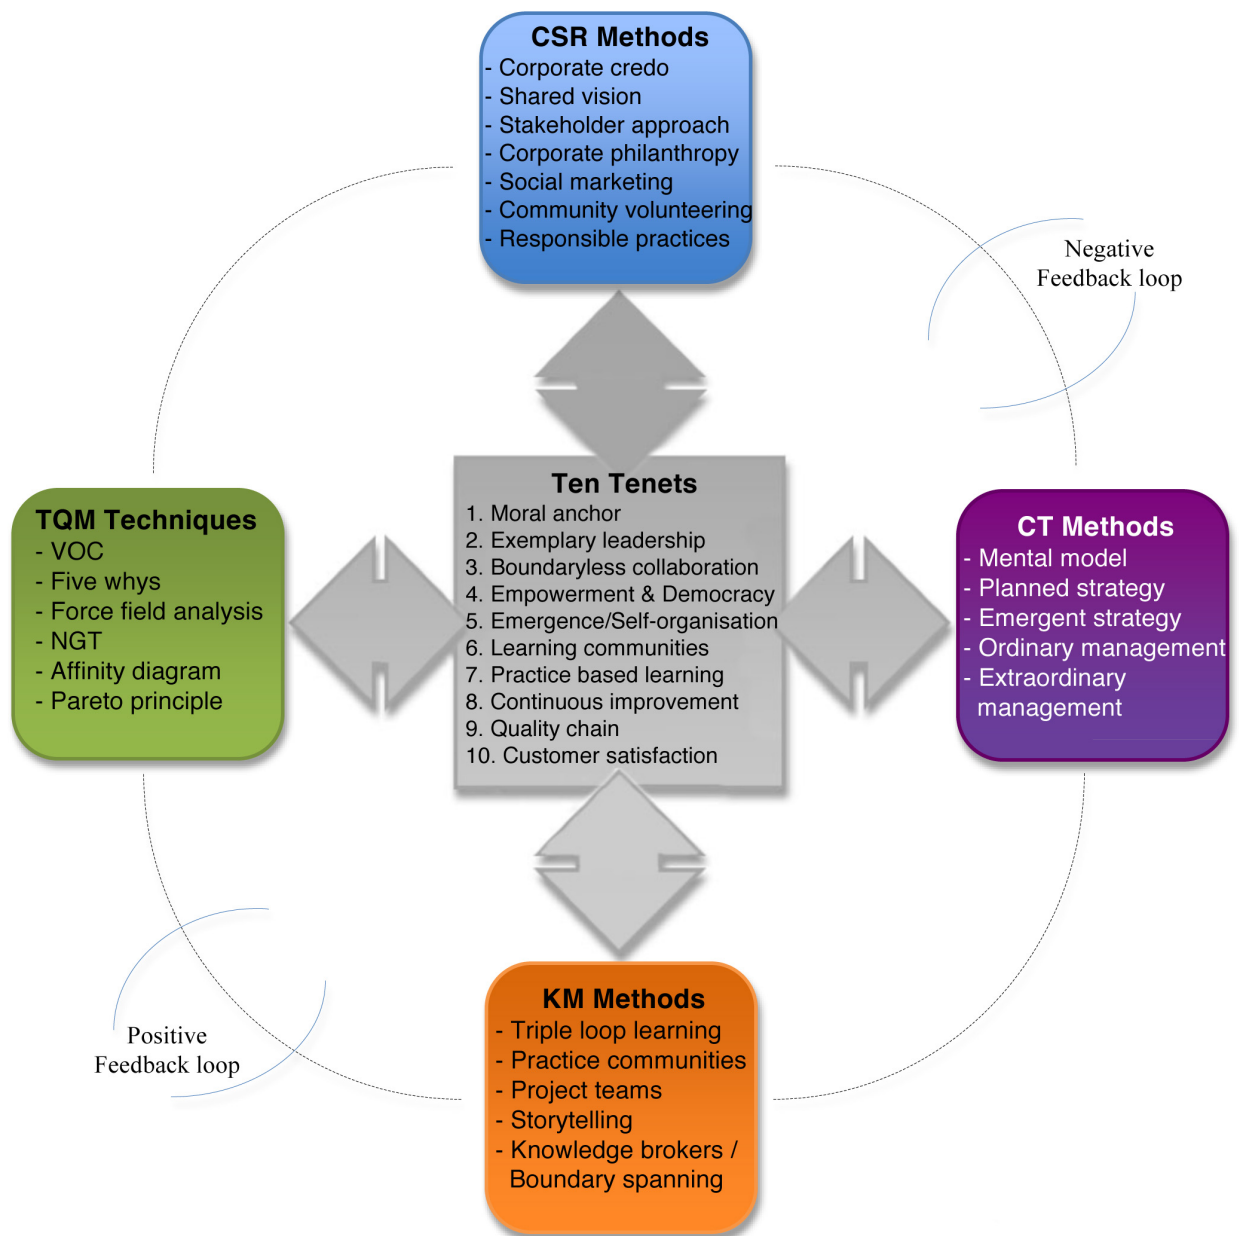 CSR Methods
- Corporate credo
- Shared vision
- Stakeholder approach
- Corporate philanthropy
- Social marketing
- Community volunteering
- Responsible practices
Negative
Feedback loop
TQM Techniques
- VOC
- Five whys
- Force field analysis
- NGT
- Affinity diagram
- Pareto principle
Ten Tenets
1. Moral anchor
2. Exemplary leadership
3. Boundaryless collaboration
4. Empowerment & Democracy
5. Emergence/Self-organisation
6. Learning communities
7. Practice based learning
8. Continuous improvement
9. Quality chain
10. Customer satisfaction
CT Methods
- Mental model
- Planned strategy
- Emergent strategy
- Ordinary management
- Extraordinary
management
Positive
Feedback loop
KM Methods
- Triple loop learning
- Practice communities
- Project teams
- Storytelling
- Knowledge brokers /
Boundary spanning